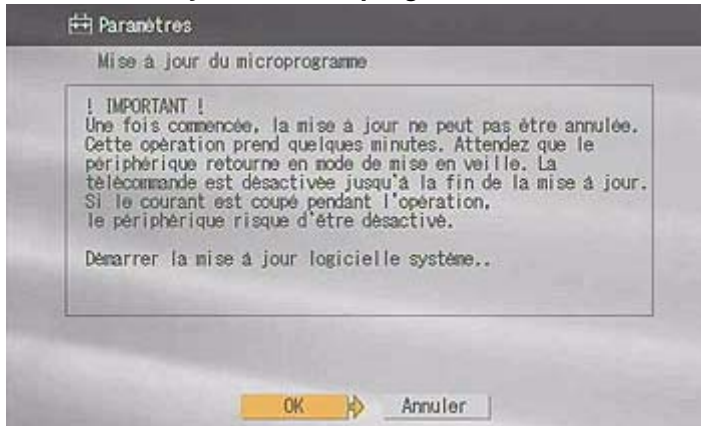 Paramètres
Mise à jour du microprogramme
! IMPORTANT !
Une fois commencée, la mise à jour ne peut pas être annulée.
Cette opération prend quelques minutes. Attendez que le
périphérique retourne en mode de mise en veille. La
télécommande est désactivée jusqu'à la fin de la mise à jour.
Si le courant est coupé pendant l'opération,
le périphérique risque d'être désactivé.
Démarrer la mise à jour logicielle système..
OK
Annuler